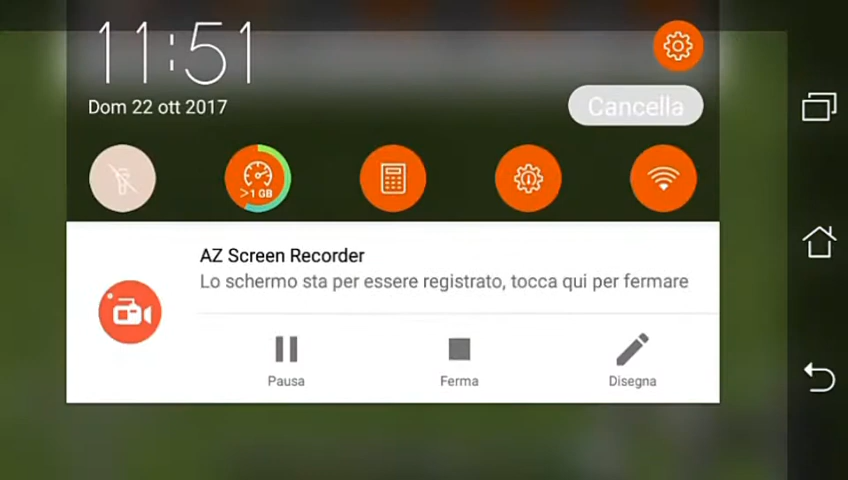 11:51
Dom 22 ott 2017
Cancella
>1 GB
AZ Screen Recorder
Lo schermo sta per essere registrato, tocca qui per fermare
Pausa
Ferma
Disegna